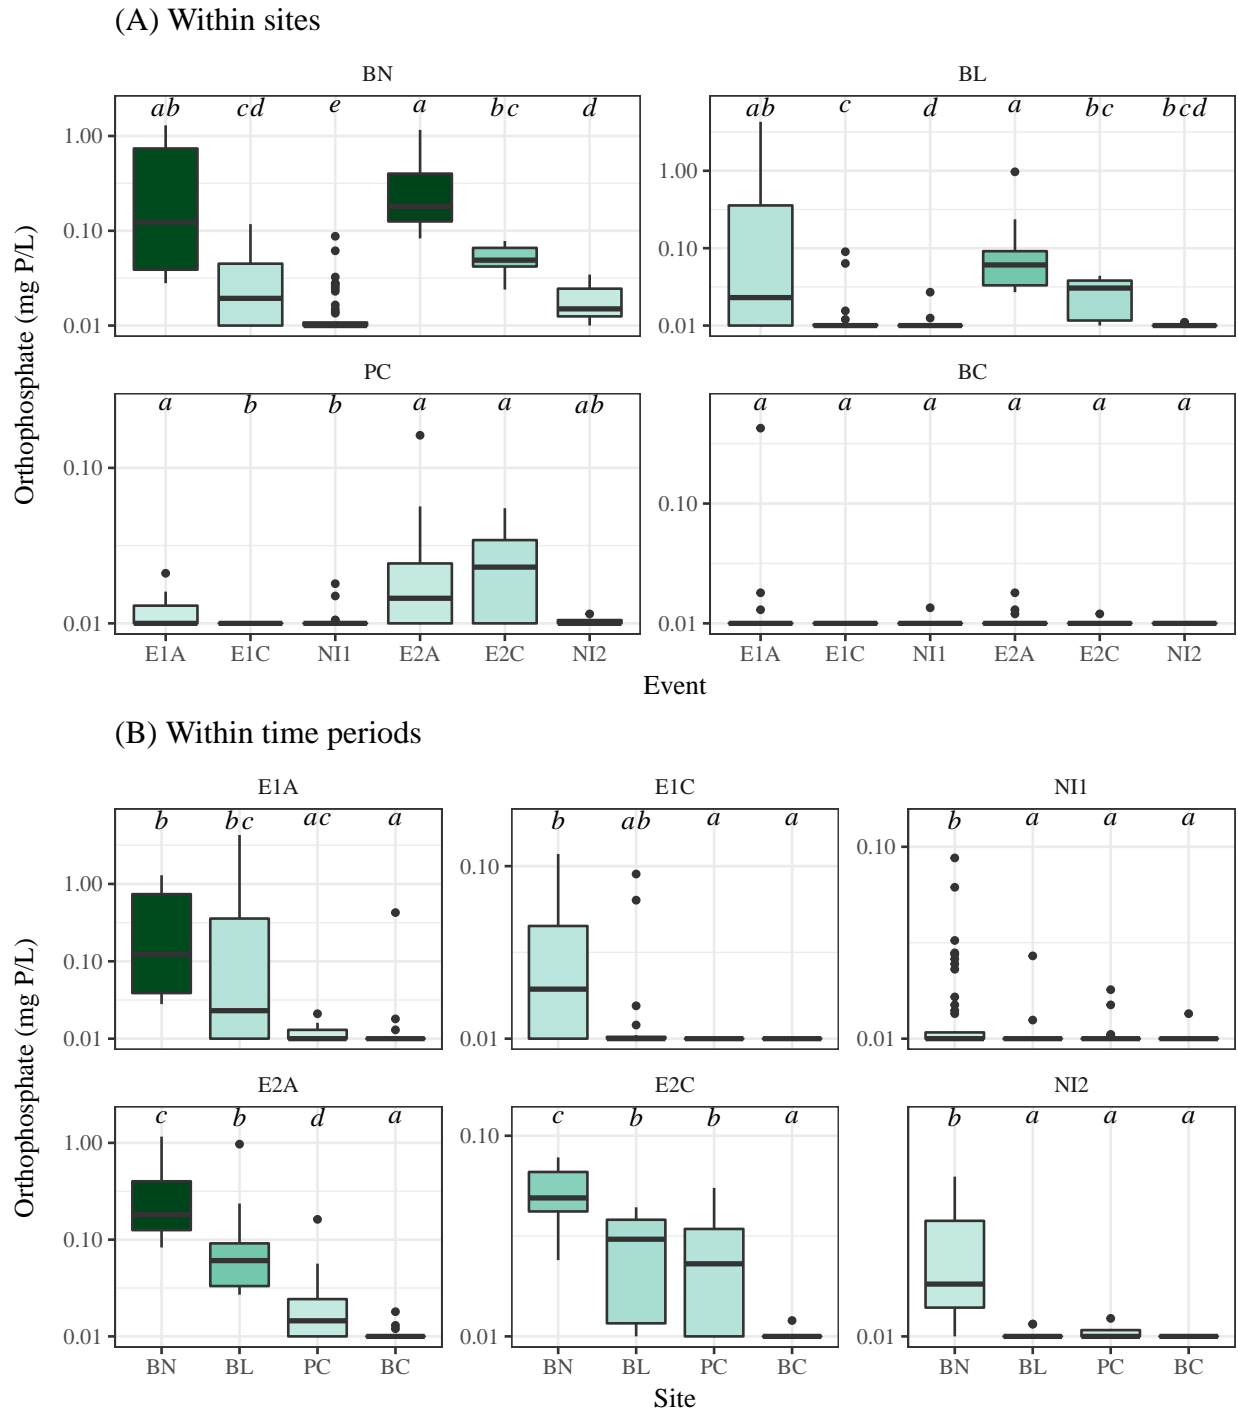 (A) Within sites
BN
BL
ab cd e a bc d
ab c d a bc bcd
1.00
0.10
0.01
1.00
0.10
0.01
PC
BC
a b b a a ab
a a a a a a
0.10
0.01
0.10
0.01
E1A E1C NI1 E2A E2C NI2
E1A E1C NI1 E2A E2C NI2
Orthophosphate (mg P/L)
Event
(B) Within time periods
E1A
E1C
NI1
b bc ac a
b ab a a
b a a a
1.00
0.10
0.01
0.10
0.01
0.10
0.01
E2A
E2C
NI2
c b d a
c b b a
b a a a
1.00
0.10
0.01
0.10
0.01
0.01
BN BL PC BC
BN BL PC BC
BN BL PC BC
Orthophosphate (mg P/L)
Site